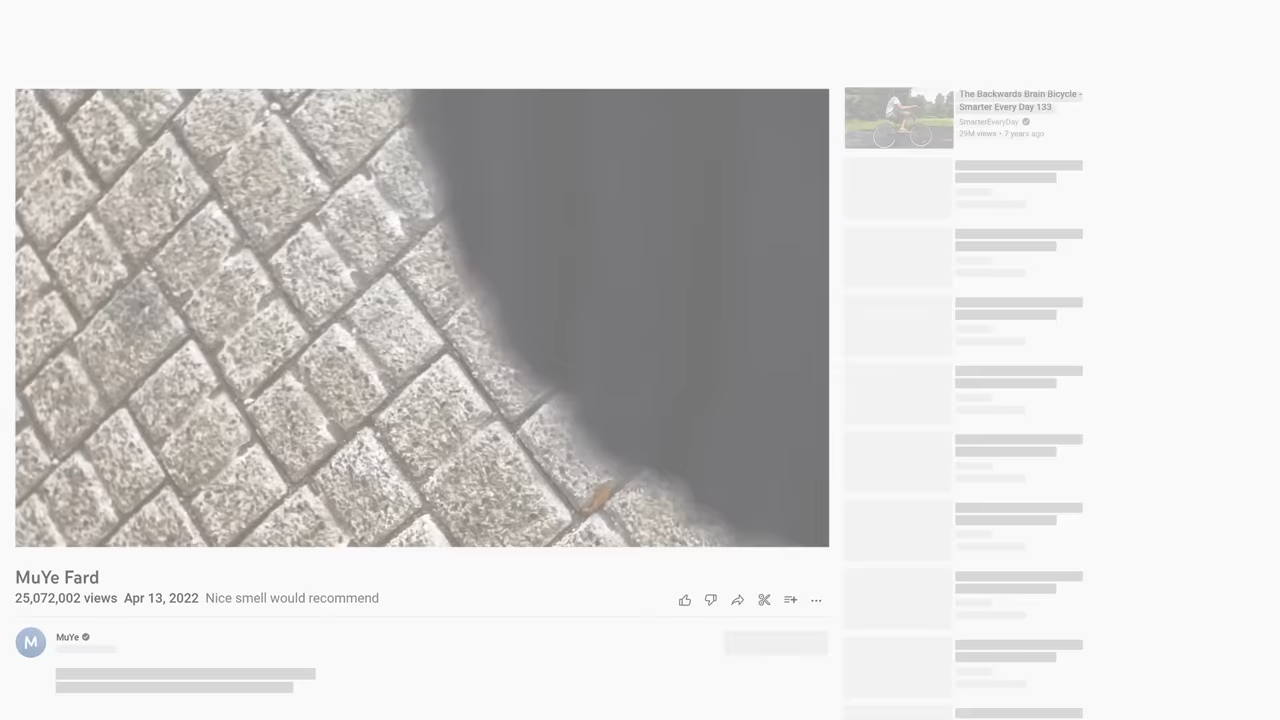 The Backwards Brain Bicycle -
Smarter Every Day 133
SmarterEveryDay
29M views • 7 years ago
MuYe Fard
25,072,002 views Apr 13, 2022 Nice smell would recommend
M
MuYe